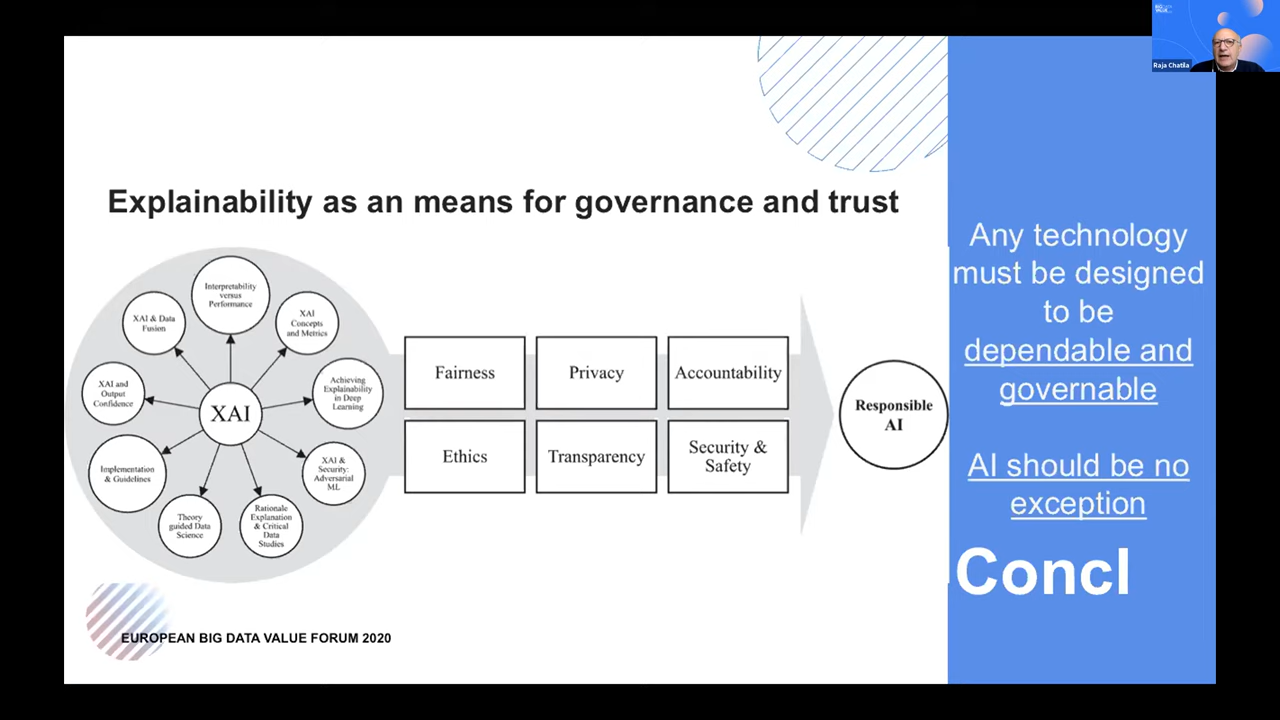 BIG DATA
VALUE
Raja Chatila
Explainability as an means for governance and trust
Interpretability
versus
Performance
XAI
Concepts
and Metrics
Achieving
Explainability
in Deep
Learning
XAI &
Security:
Adversarial
ML
Rationale
Explanation
& Critical
Data
Studies
Theory
guided Data
Science
Implementation
& Guidelines
XAI and
Output
Confidence
XAI & Data
Fusion
XAI
Fairness
Privacy
Accountability
Ethics
Transparency
Security &
Safety
Responsible
AI
Any technology
must be designed
to be
dependable and
governable
AI should be no
exception
Concl
EUROPEAN BIG DATA VALUE FORUM 2020